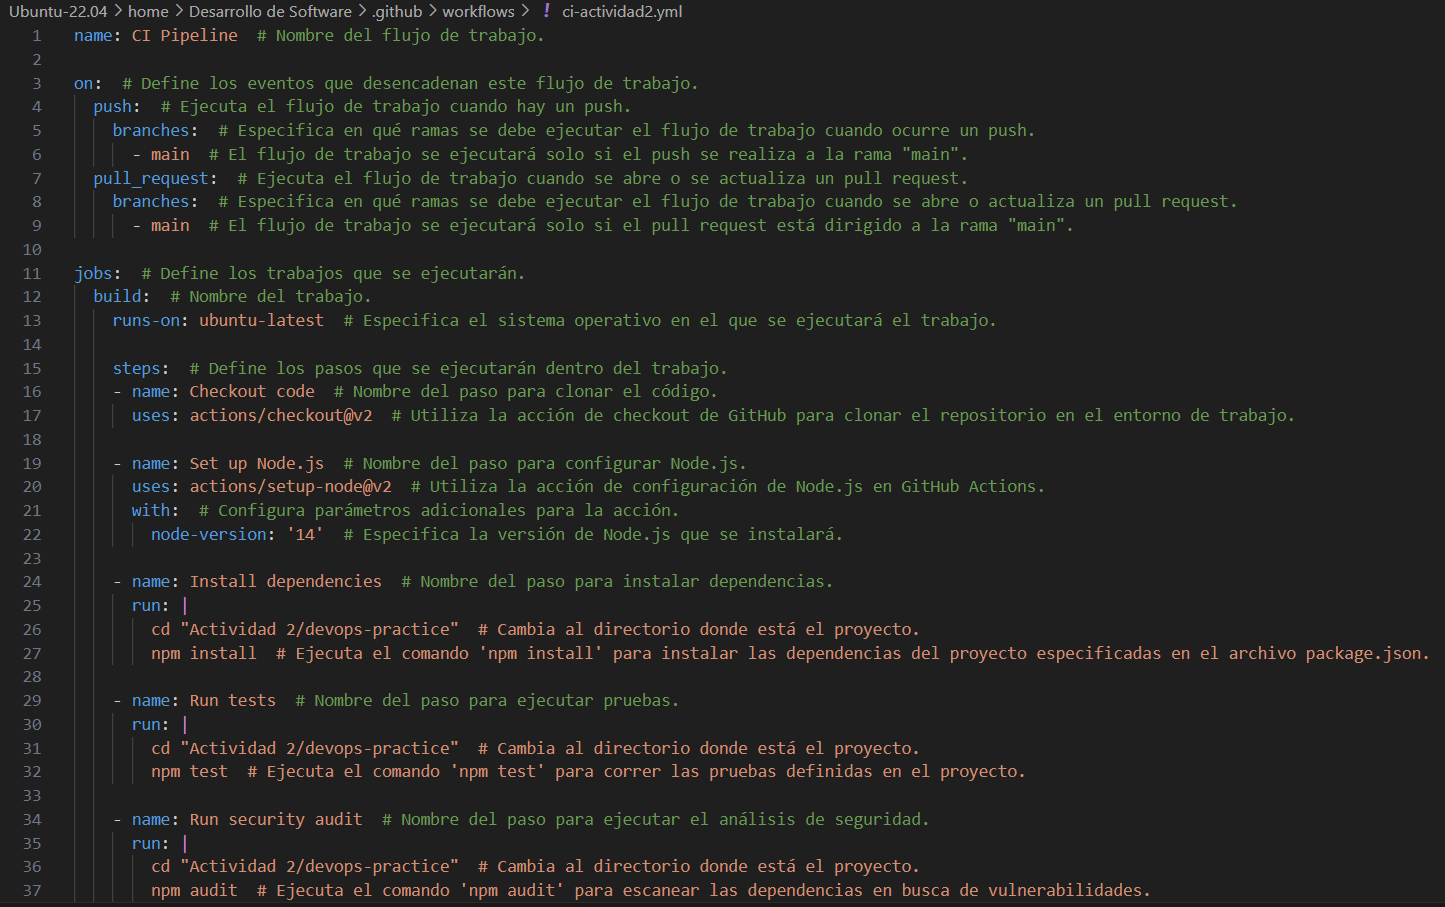 Ubuntu-22.04 > home > Desarrollo de Software > .github > workflows > ! ci-actividad2.yml
1 name: CI Pipeline  # Nombre del flujo de trabajo.
2
3 on:  # Define los eventos que desencadenan este flujo de trabajo.
4   push:  # Ejecuta el flujo de trabajo cuando hay un push.
5     branches:  # Especifica en qué ramas se debe ejecutar el flujo de trabajo cuando ocurre un push.
6       - main  # El flujo de trabajo se ejecutará solo si el push se realiza a la rama "main".
7   pull_request:  # Ejecuta el flujo de trabajo cuando se abre o se actualiza un pull request.
8     branches:  # Especifica en qué ramas se debe ejecutar el flujo de trabajo cuando se abre o actualiza un pull request.
9       - main  # El flujo de trabajo se ejecutará solo si el pull request está dirigido a la rama "main".
10
11 jobs:  # Define los trabajos que se ejecutarán.
12   build:  # Nombre del trabajo.
13     runs-on: ubuntu-latest  # Especifica el sistema operativo en el que se ejecutará el trabajo.
14
15     steps:  # Define los pasos que se ejecutarán dentro del trabajo.
16     - name: Checkout code  # Nombre del paso para clonar el código.
17       uses: actions/checkout@v2  # Utiliza la acción de checkout de GitHub para clonar el repositorio en el entorno de trabajo.
18
19     - name: Set up Node.js  # Nombre del paso para configurar Node.js.
20       uses: actions/setup-node@v2  # Utiliza la acción de configuración de Node.js en GitHub Actions.
21       with:  # Configura parámetros adicionales para la acción.
22         node-version: '14'  # Especifica la versión de Node.js que se instalará.
23
24     - name: Install dependencies  # Nombre del paso para instalar dependencias.
25       run: |
26         cd "Actividad 2/devops-practice"  # Cambia al directorio donde está el proyecto.
27         npm install  # Ejecuta el comando 'npm install' para instalar las dependencias del proyecto especificadas en el archivo package.json.
28
29     - name: Run tests  # Nombre del paso para ejecutar pruebas.
30       run: |
31         cd "Actividad 2/devops-practice"  # Cambia al directorio donde está el proyecto.
32         npm test  # Ejecuta el comando 'npm test' para correr las pruebas definidas en el proyecto.
33
34     - name: Run security audit  # Nombre del paso para ejecutar el análisis de seguridad.
35       run: |
36         cd "Actividad 2/devops-practice"  # Cambia al directorio donde está el proyecto.
37         npm audit  # Ejecuta el comando 'npm audit' para escanear las dependencias en busca de vulnerabilidades.